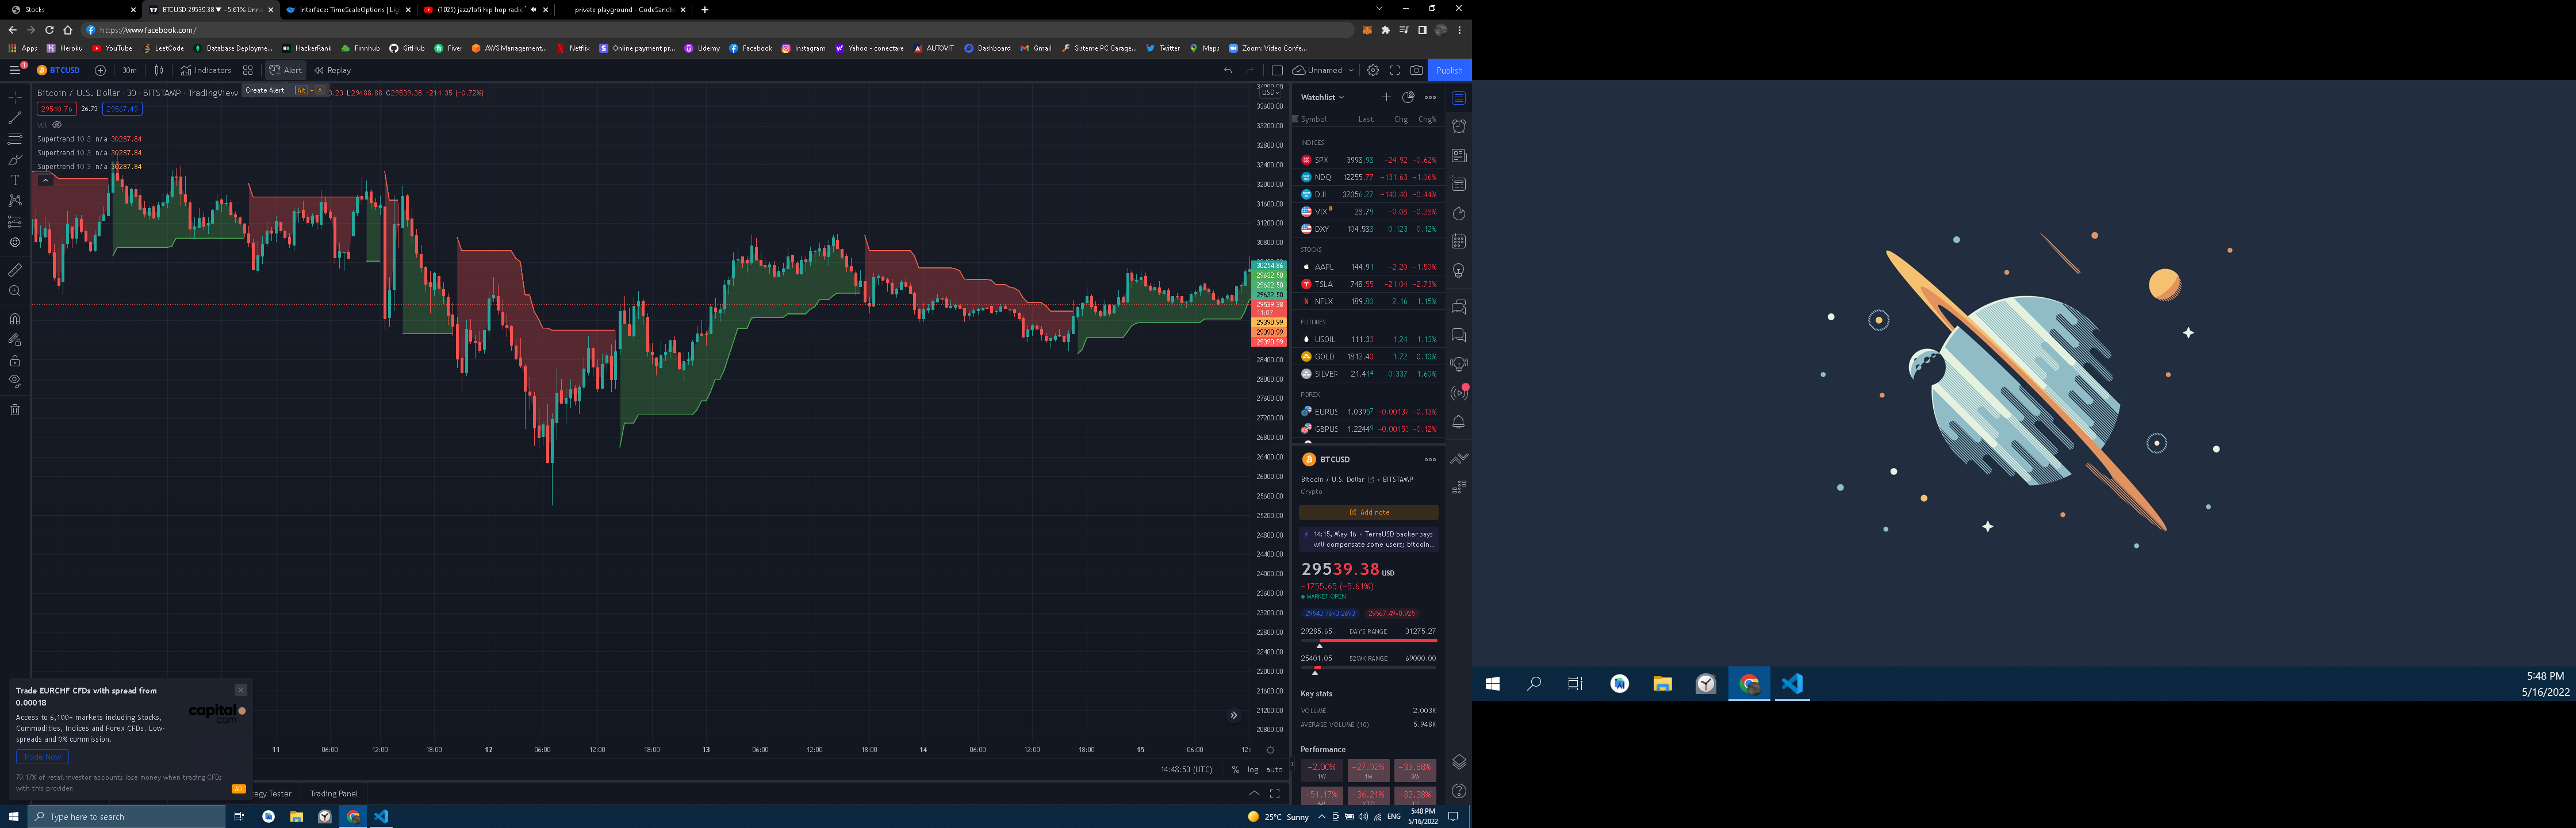 Stocks
BTCUSD 29539.38 ▼ −5.61% Unna
Interface: TimeScaleOptions | Lig
(1025) jazz/lofi hip hop radio
private playground - CodeSandb
https://www.facebook.com/
Apps Heroku YouTube LeetCode Database Deployme... HackerRank Finnhub GitHub Fiver AWS Management... Netflix Online payment pr... Udemy Facebook Instagram Yahoo - conectare AUTOVIT Dashboard Gmail Sisteme PC Garage... Twitter Maps Zoom: Video Confe...
1
BTCUSD 30m Indicators Alert Replay Unnamed Publish
Bitcoin / U.S. Dollar · 30 · BITSTAMP · TradingView
Create Alert Alt + A
3.23 L29488.88 C29539.38 −214.35 (−0.72%)
29540.76 26.73 29567.49
Vol
Supertrend 10 3 n/a 30287.84
Supertrend 10 3 n/a 30287.84
Supertrend 10 3 n/a 30287.84
USD
33600.00
33200.00
32800.00
32400.00
32000.00
31600.00
31200.00
30800.00
30254.86
29632.50
29632.50
29632.50
29539.38
11:07
29390.99
29390.99
29390.99
28400.00
28000.00
27600.00
27200.00
26800.00
26400.00
26000.00
25600.00
25200.00
24800.00
24400.00
24000.00
23600.00
23200.00
22800.00
22400.00
22000.00
21600.00
21200.00
20800.00
11 06:00 12:00 18:00 12 06:00 12:00 18:00 13 06:00 12:00 18:00 14 06:00 12:00 18:00 15 06:00
14:48:53 (UTC) % log auto
Trade EURCHF CFDs with spread from
0.00018
Access to 6,100+ markets including Stocks,
Commodities, Indices and Forex CFDs. Low-
spreads and 0% commission.
capital
com
Trade Now
79.17% of retail investor accounts lose money when trading CFDs
with this provider.
AD
egy Tester Trading Panel
Watchlist
Symbol Last Chg Chg%
INDICES
SPX 3998.98 −24.92 −0.62%
NDQ 12255.77 −131.63 −1.06%
DJI 32056.27 −140.40 −0.44%
VIX D 28.79 −0.08 −0.28%
DXY 104.588 0.123 0.12%
STOCKS
AAPL 144.91 −2.20 −1.50%
TSLA 748.55 −21.04 −2.73%
NFLX 189.80 2.16 1.15%
FUTURES
USOIL 111.33 1.24 1.13%
GOLD 1812.40 1.72 0.10%
SILVER 21.414 0.337 1.60%
FOREX
EURUS 1.03957 −0.00137 −0.13%
GBPUS 1.22449 −0.00153 −0.12%
BTCUSD
Bitcoin / U.S. Dollar • BITSTAMP
Crypto
Add note
14:15, May 16 • TerraUSD backer says
will compensate some users; bitcoin...
29539.38 USD
−1755.65 (−5.61%)
MARKET OPEN
29540.76×0.2693 29567.49×0.925
29285.65 DAY'S RANGE 31275.27
25401.05 52WK RANGE 69000.00
Key stats
VOLUME 2.003K
AVERAGE VOLUME (10) 5.948K
Performance
−2.00% −27.02% −33.88%
1W 1M 3M
−51.17% −36.21% −32.38%
Type here to search
25°C Sunny ENG
5:48 PM
5/16/2022
5:48 PM
5/16/2022